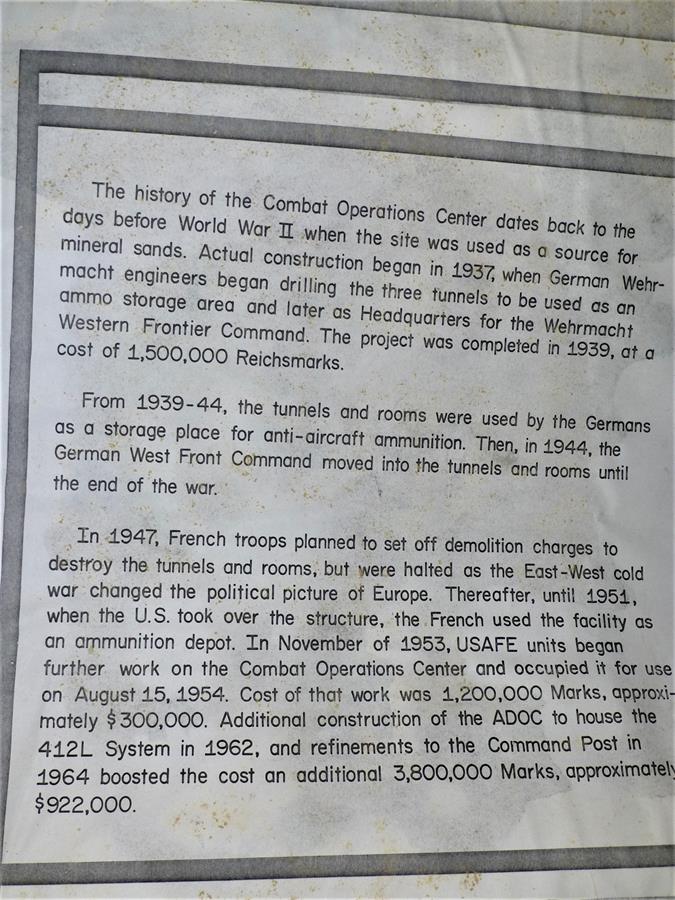 The history of the Combat Operations Center dates back to the
days before World War II when the site was used as a source for
mineral sands. Actual construction began in 1937, when German Wehr-
macht engineers began drilling the three tunnels to be used as an
ammo storage area and later as Headquarters for the Wehrmacht
Western Frontier Command. The project was completed in 1939, at a
cost of 1,500,000 Reichsmarks.
From 1939-44, the tunnels and rooms were used by the Germans
as a storage place for anti-aircraft ammunition. Then, in 1944, the
German West Front Command moved into the tunnels and rooms until
the end of the war.
In 1947, French troops planned to set off demolition charges to
destroy the tunnels and rooms, but were halted as the East-West cold
war changed the political picture of Europe. Thereafter, until 1951,
when the U.S. took over the structure, the French used the facility as
an ammunition depot. In November of 1953, USAFE units began
further work on the Combat Operations Center and occupied it for use
on August 15, 1954. Cost of that work was 1,200,000 Marks, approxi-
mately $300,000. Additional construction of the ADOC to house the
412L System in 1962, and refinements to the Command Post in
1964 boosted the cost an additional 3,800,000 Marks, approximately
$922,000.